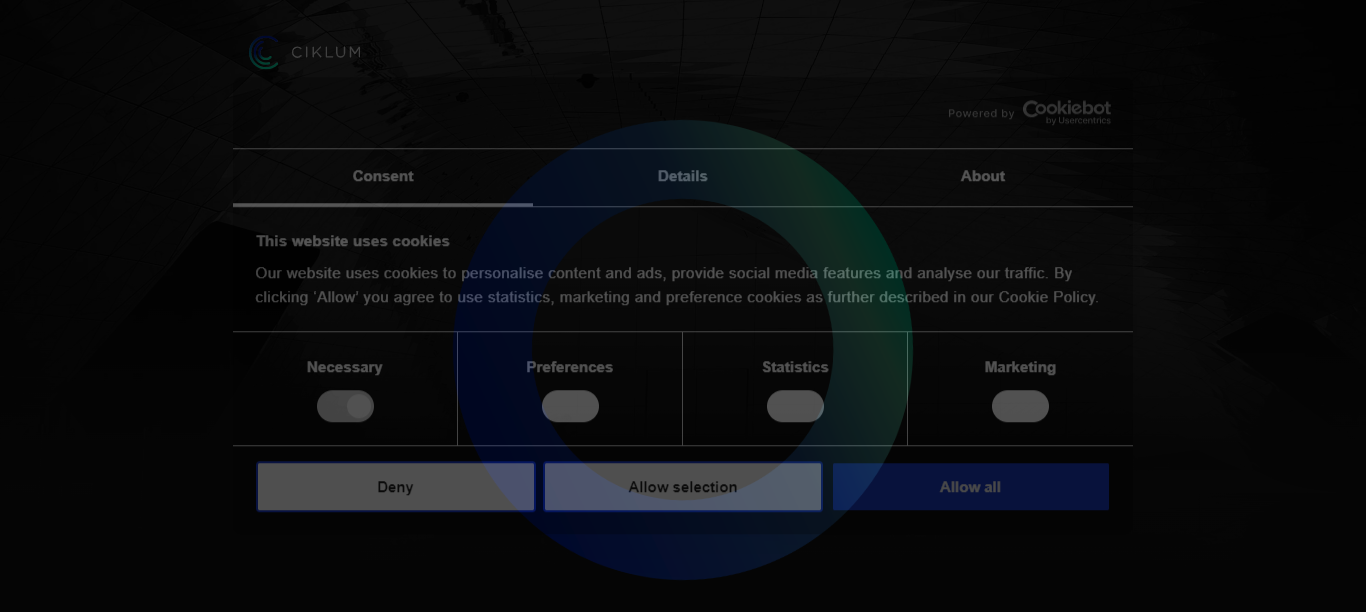 CIKLUM
Powered by Cookiebot
by Usercentrics
Consent Details About
This website uses cookies
Our website uses cookies to personalise content and ads, provide social media features and analyse our traffic. By
clicking 'Allow' you agree to use statistics, marketing and preference cookies as further described in our Cookie Policy.
Necessary Preferences Statistics Marketing
Deny Allow selection Allow all